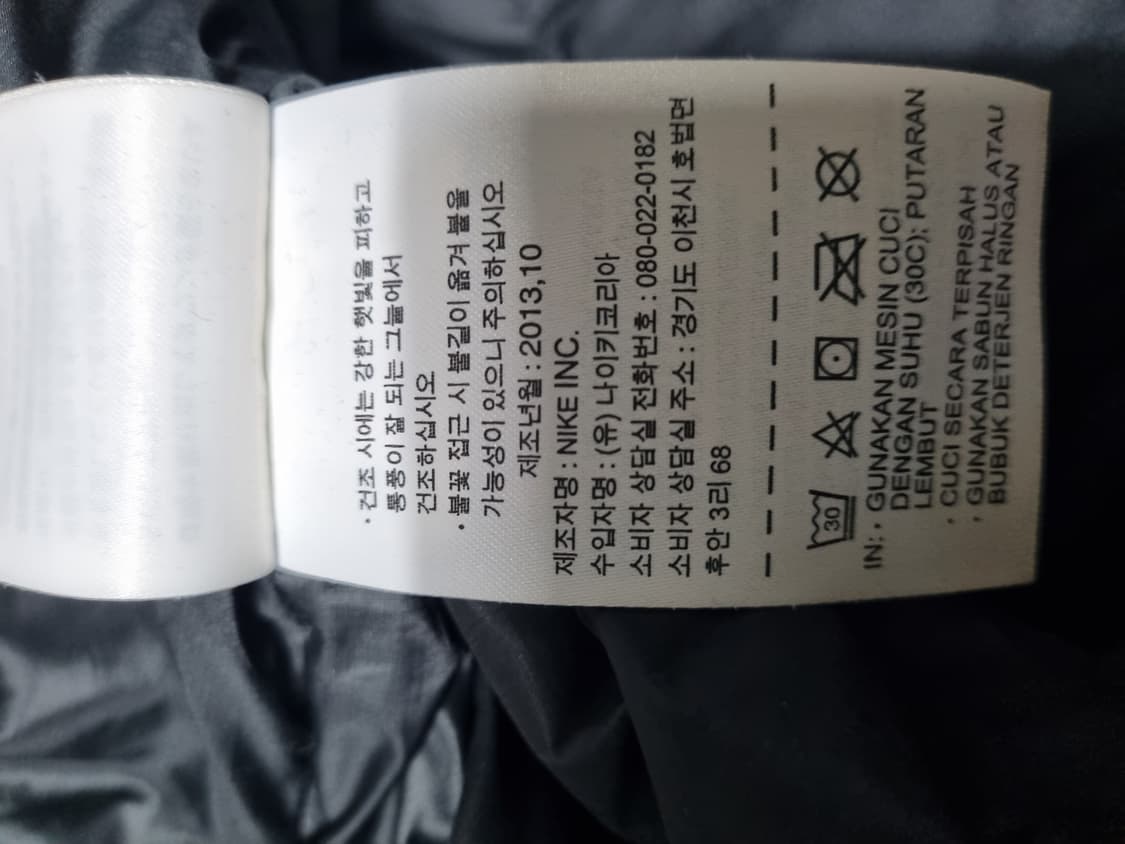 · 건조 시에는 강한 햇빛을 피하고
통풍이 잘 되는 그늘에서
건조하십시오
· 불꽃 접근 시 불길이 옮겨 붙을
가능성이 있으니 주의하십시오
제조년월 : 2013,10
제조자명 : NIKE INC.
수입자명 : (유) 나이키코리아
소비자 상담실 전화번호 : 080-022-0182
소비자 상담실 주소 : 경기도 이천시 호법면
후안 3리 68
30
IN: · GUNAKAN MESIN CUCI
DENGAN SUHU (30C); PUTARAN
LEMBUT
· CUCI SECARA TERPISAH
· GUNAKAN SABUN HALUS ATAU
BUBUK DETERJEN RINGAN